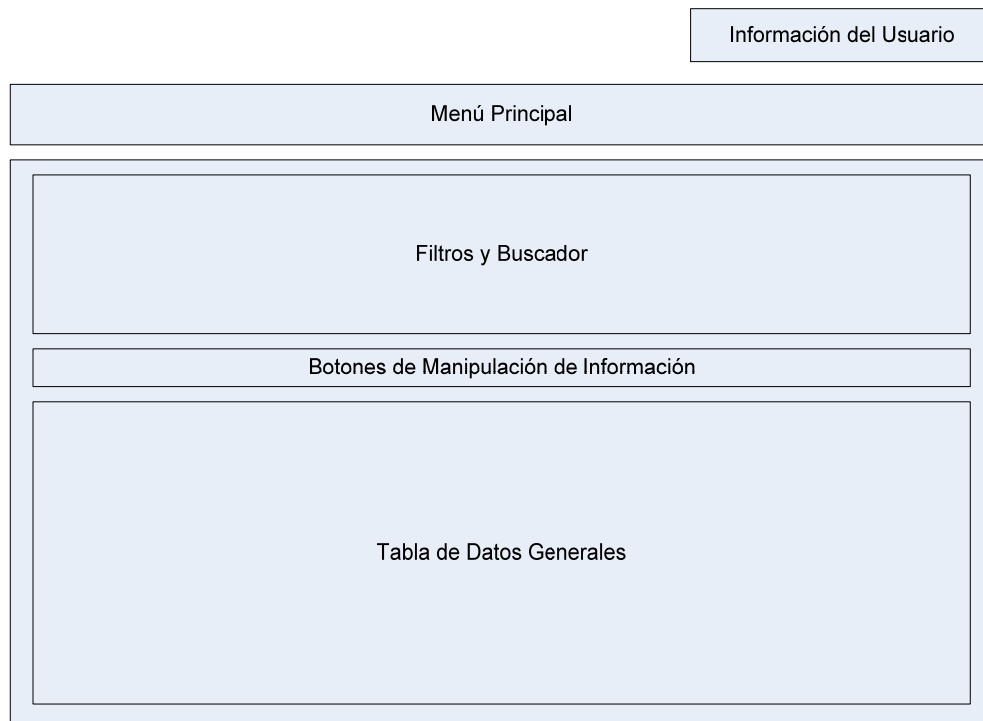 Información del Usuario
Menú Principal
Filtros y Buscador
Botones de Manipulación de Información
Tabla de Datos Generales